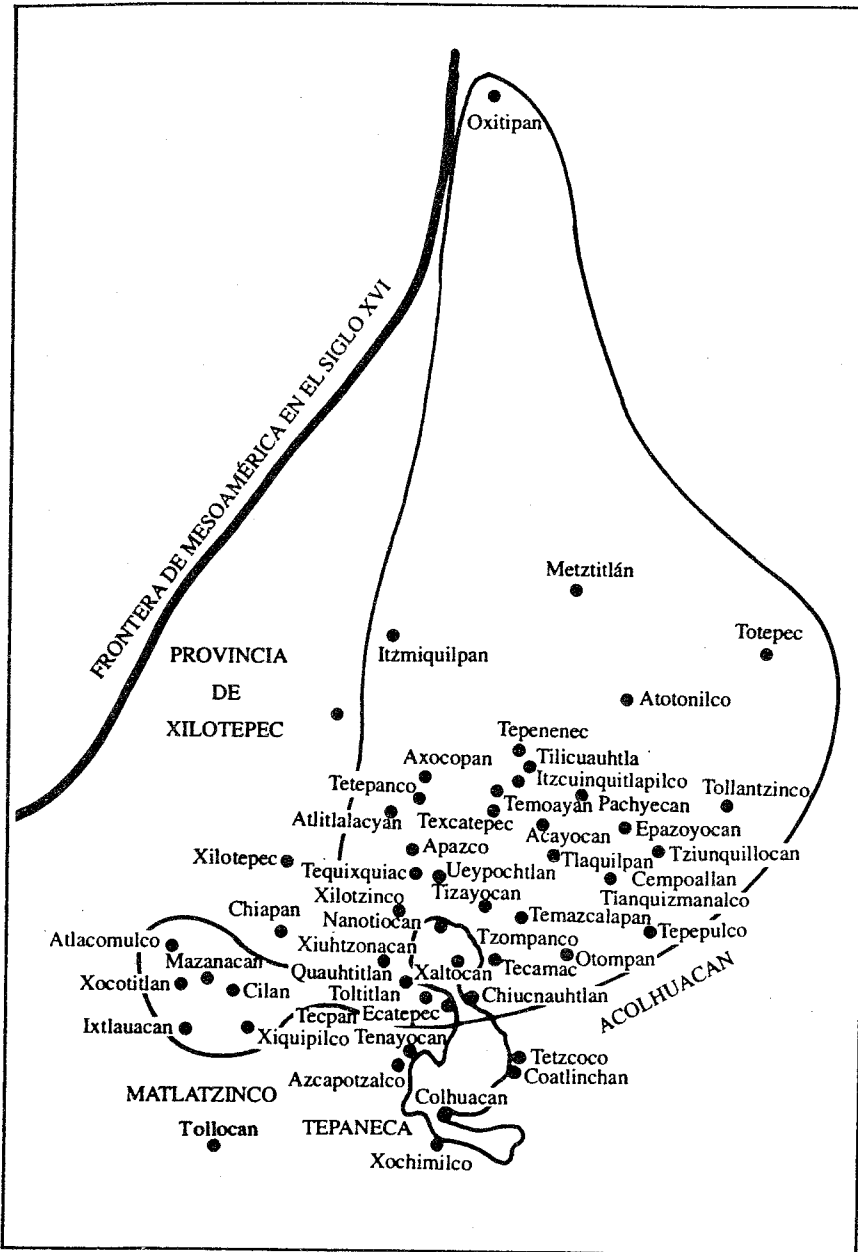 Oxitipan
FRONTERA DE MESOAMÉRICA EN EL SIGLO XVI
Metztitlán
Totepec
Itzmiquilpan
PROVINCIA
DE
XILOTEPEC
Atotonilco
Tepenenec
Axocopan
Tilicuauhtla
Itzcuinquitlapilco
Tetepanco
Tollantzinco
Temoayán
Pachyecan
Atlitlalacyan
Texcatepec
Acayocan
Epazoyocan
Apazco
Xilotepec
Tlaquilpan
Tziunquillocan
Tequixquiac
Ueypochtlan
Cempoallan
Xilotzinco
Tizayocan
Tianquizmanalco
Chiapan
Nanotiocan
Temazcalapan
Atlacomulco
Xiuhtzonacan
Tzompanco
Tepepulco
Mazanacan
Otompan
Quauhtitlan
Xaltocan
Tecamac
Xocotitlan
Cilan
Toltitlan
Chiucnauhtlan
ACOLHUACAN
Tecpan
Ecatepec
Ixtlauacan
Xiquipilco
Tenayocan
Tetzcoco
Azcapotzalco
Coatlinchan
MATLATZINCO
Colhuacan
Tollocan
TEPANECA
Xochimilco